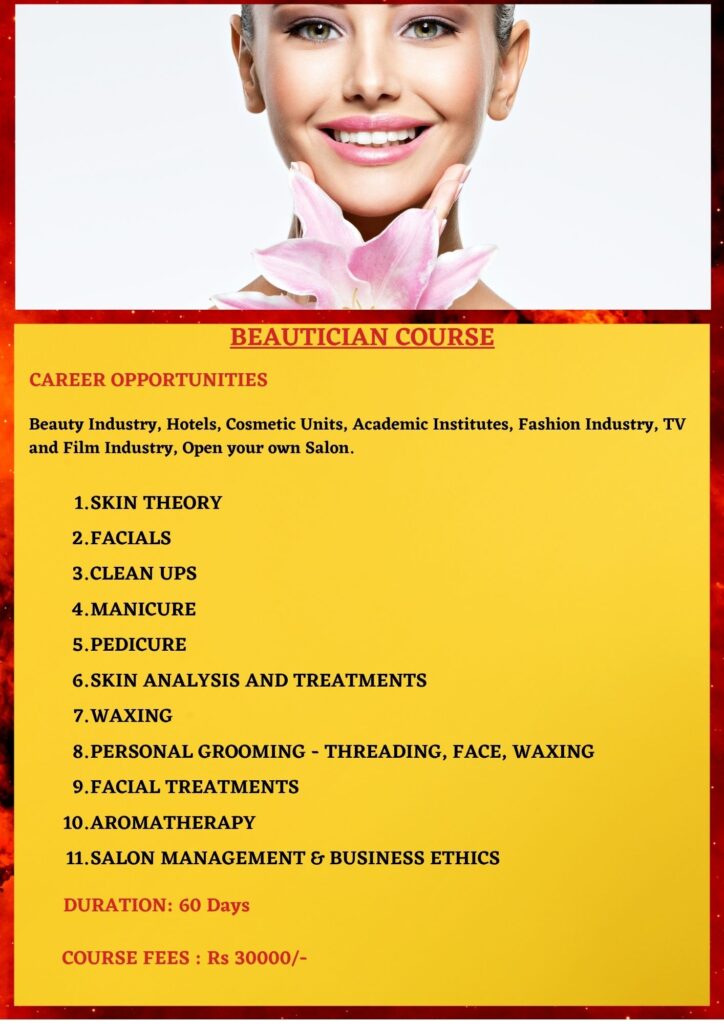 BEAUTICIAN COURSE
CAREER OPPORTUNITIES
Beauty Industry, Hotels, Cosmetic Units, Academic Institutes, Fashion Industry, TV
and Film Industry, Open your own Salon.
1.SKIN THEORY
2.FACIALS
3.CLEAN UPS
4.MANICURE
5.PEDICURE
6.SKIN ANALYSIS AND TREATMENTS
7.WAXING
8.PERSONAL GROOMING - THREADING, FACE, WAXING
9.FACIAL TREATMENTS
10.AROMATHERAPY
11.SALON MANAGEMENT & BUSINESS ETHICS
DURATION: 60 Days
COURSE FEES : Rs 30000/-